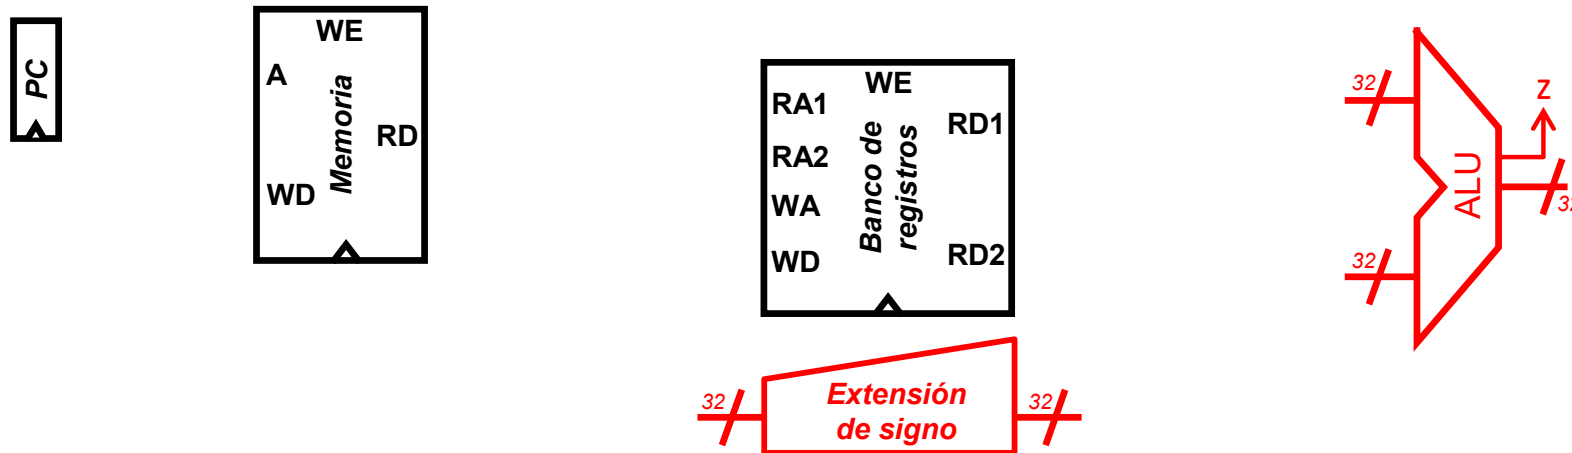 PC
WE
A
Memoria
RD
WD
WE
RA1
RA2
WA
WD
Banco de
registros
RD1
RD2
32
Extensión
de signo
32
32
32
ALU
Z
32